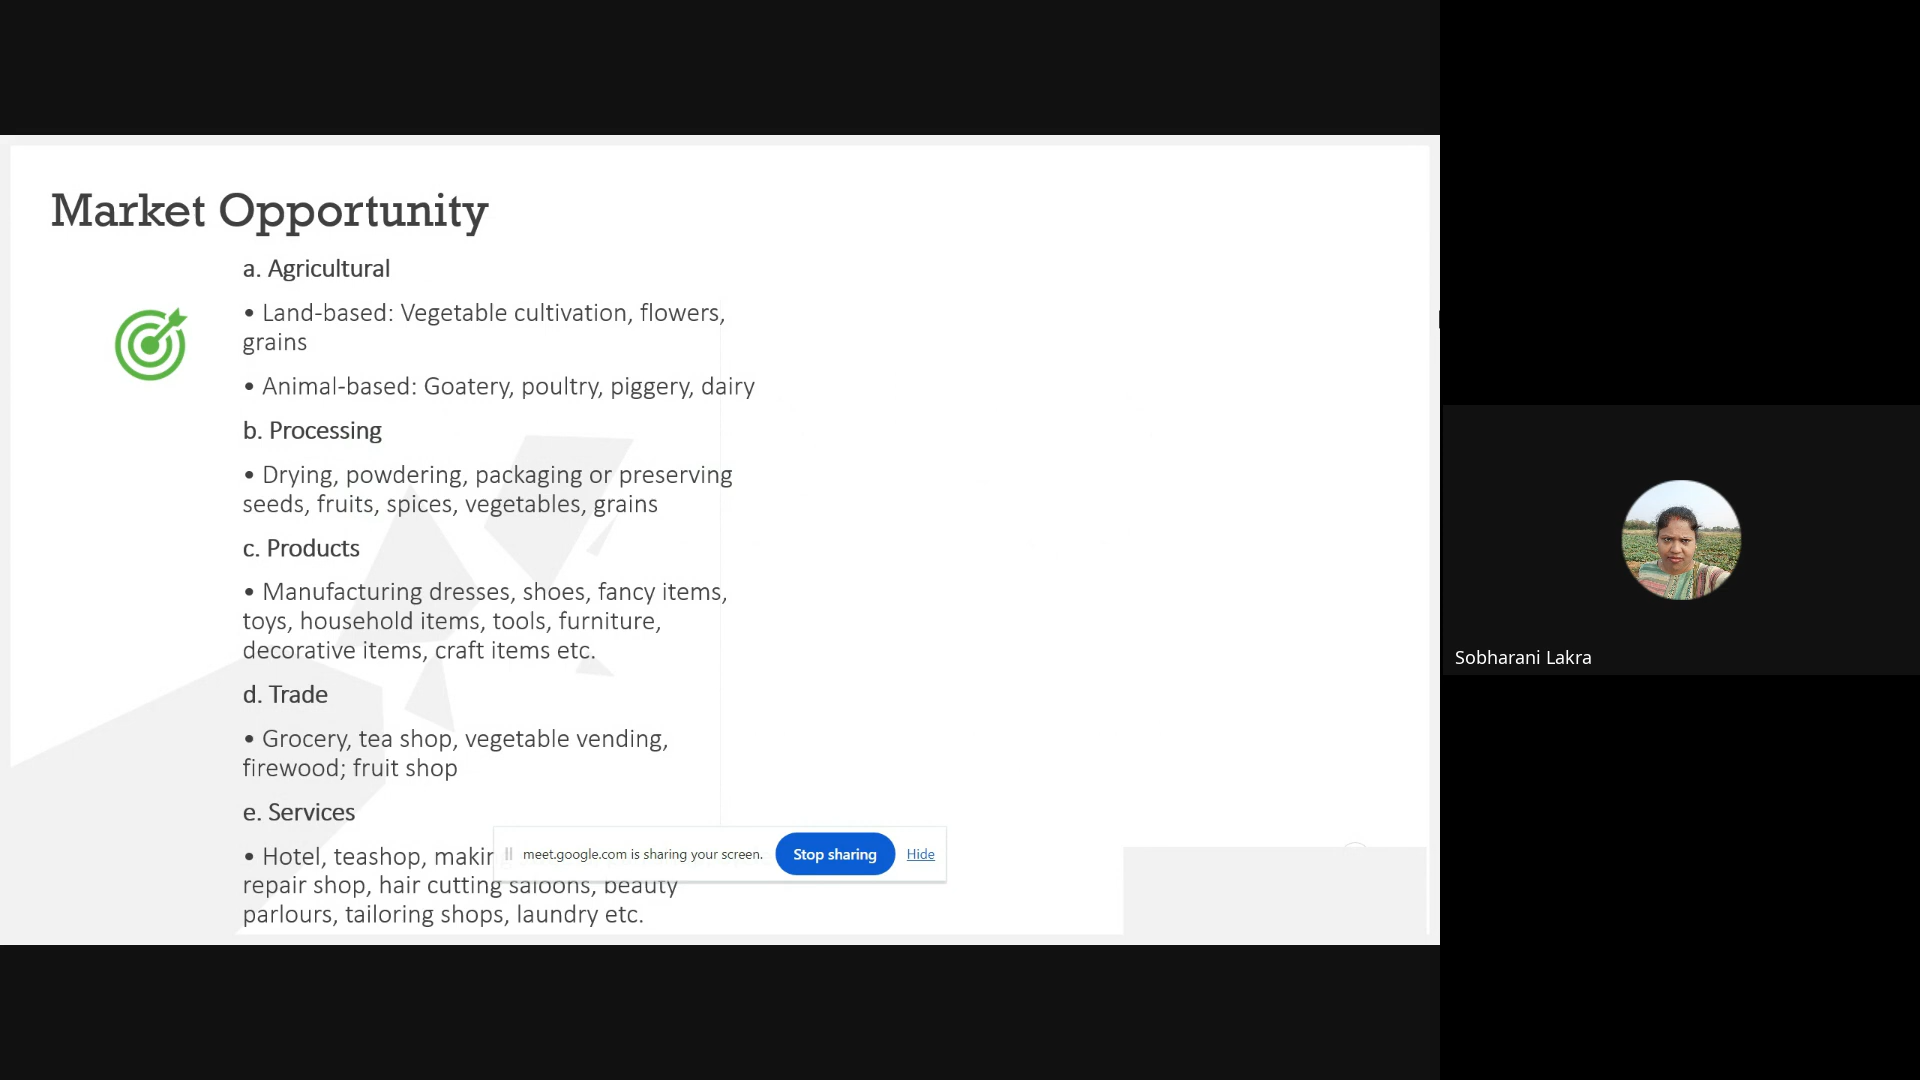 Market Opportunity
a. Agricultural
• Land-based: Vegetable cultivation, flowers,
grains
• Animal-based: Goatery, poultry, piggery, dairy
b. Processing
• Drying, powdering, packaging or preserving
seeds, fruits, spices, vegetables, grains
c. Products
• Manufacturing dresses, shoes, fancy items,
toys, household items, tools, furniture,
decorative items, craft items etc.
d. Trade
• Grocery, tea shop, vegetable vending,
firewood; fruit shop
e. Services
• Hotel, teashop,
meet.google.com is sharing your screen. Stop sharing Hide
repair shop, hair cutting saloons, beauty
parlours, tailoring shops, laundry etc.
Sobharani Lakra